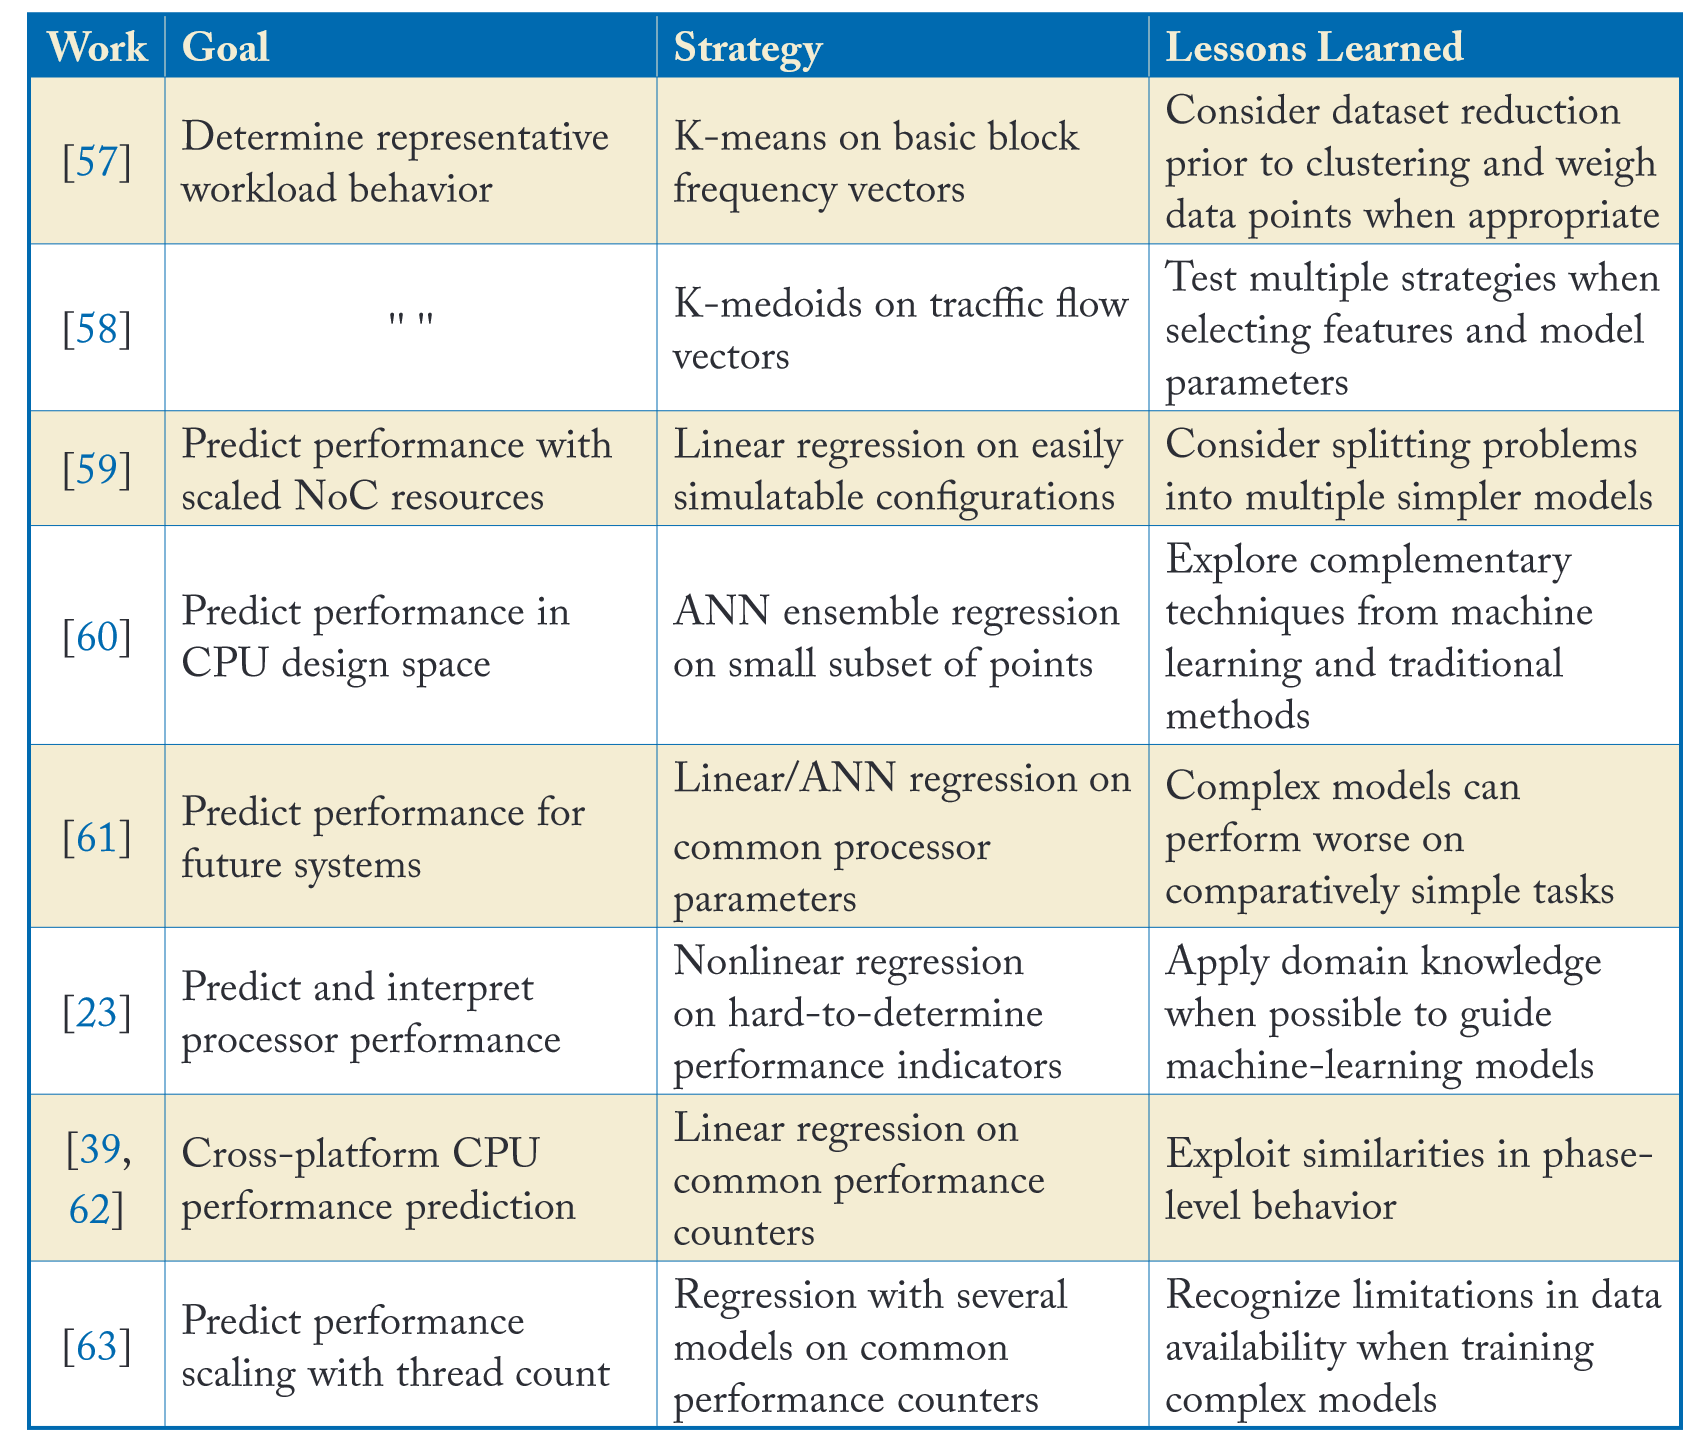 Work Goal Strategy Lessons Learned
[57]
Determine representative
workload behavior
K-means on basic block
frequency vectors
Consider dataset reduction
prior to clustering and weigh
data points when appropriate
[58]
" "
K-medoids on tracffic flow
vectors
Test multiple strategies when
selecting features and model
parameters
[59]
Predict performance with
scaled NoC resources
Linear regression on easily
simulatable configurations
Consider splitting problems
into multiple simpler models
[60]
Predict performance in
CPU design space
ANN ensemble regression
on small subset of points
Explore complementary
techniques from machine
learning and traditional
methods
[61]
Predict performance for
future systems
Linear/ANN regression on
common processor
parameters
Complex models can
perform worse on
comparatively simple tasks
[23]
Predict and interpret
processor performance
Nonlinear regression
on hard-to-determine
performance indicators
Apply domain knowledge
when possible to guide
machine-learning models
[39,
62]
Cross-platform CPU
performance prediction
Linear regression on
common performance
counters
Exploit similarities in phase-
level behavior
[63]
Predict performance
scaling with thread count
Regression with several
models on common
performance counters
Recognize limitations in data
availability when training
complex models